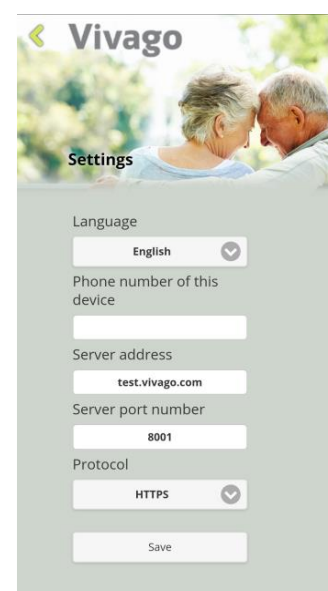 Vivago
Settings
Language
English
Phone number of this
device
Server address
test.vivago.com
Server port number
8001
Protocol
HTTPS
Save